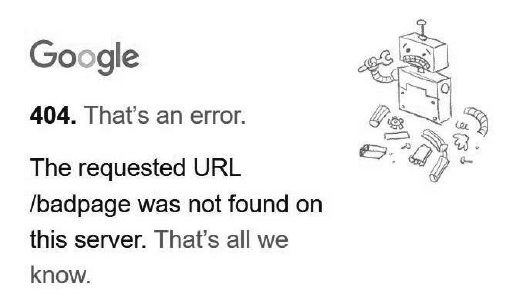 Google
404. That’s an error.
The requested URL
/badpage was not found on
this server. That’s all we
know.